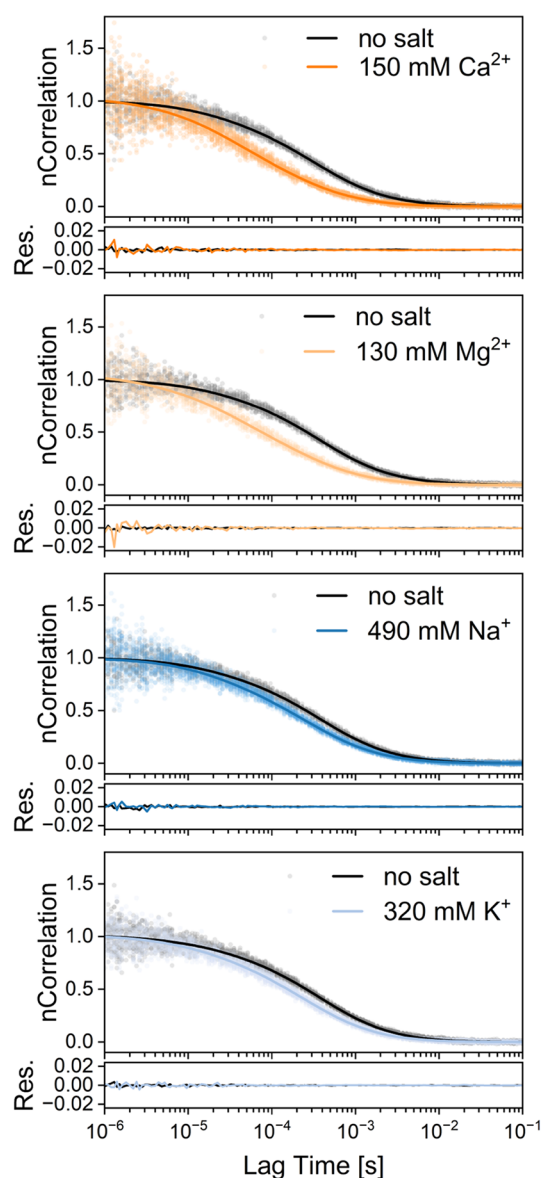 1.5
1.0
0.5
0.0
nCorrelation
no salt
150 mM Ca²⁺
0.02
0.00
−0.02
Res.
1.5
1.0
0.5
0.0
nCorrelation
no salt
130 mM Mg²⁺
0.02
0.00
−0.02
Res.
1.5
1.0
0.5
0.0
nCorrelation
no salt
490 mM Na⁺
0.02
0.00
−0.02
Res.
1.5
1.0
0.5
0.0
nCorrelation
no salt
320 mM K⁺
0.02
0.00
−0.02
Res.
10⁻⁶ 10⁻⁵ 10⁻⁴ 10⁻³ 10⁻² 10⁻¹
Lag Time [s]